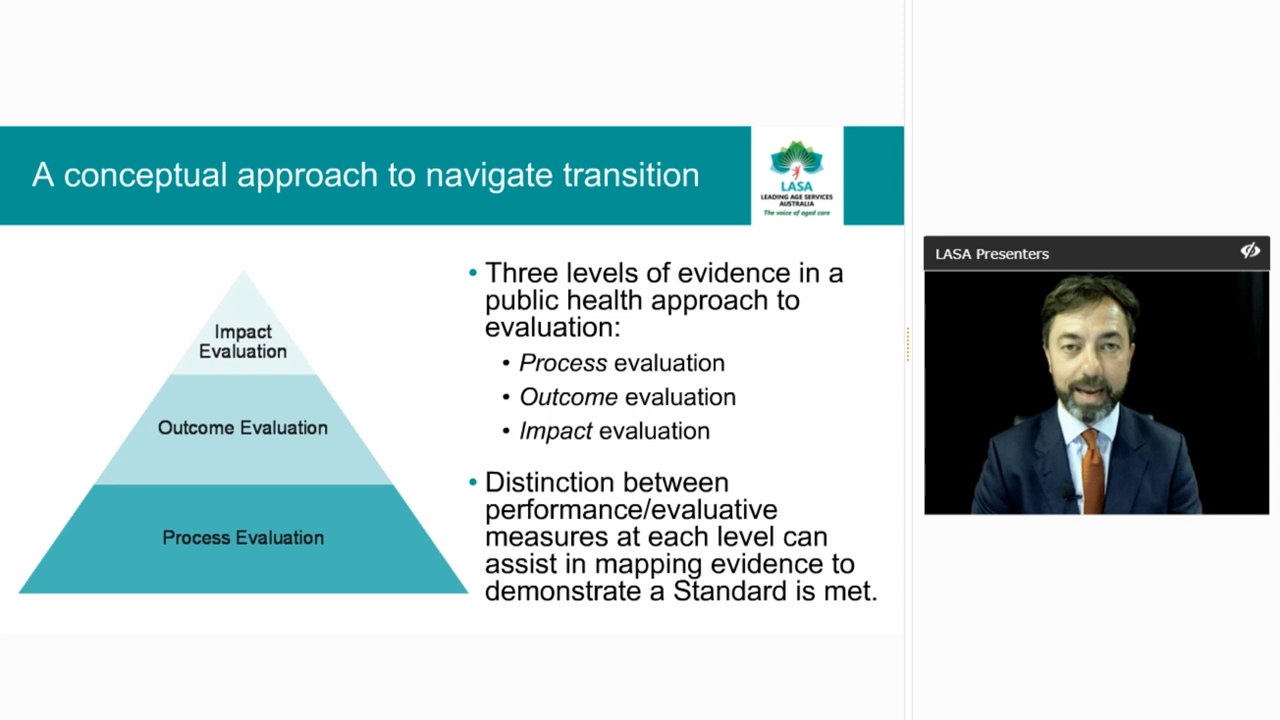 A conceptual approach to navigate transition
LASA
LEADING AGE SERVICES
AUSTRALIA
The voice of aged care
Impact
Evaluation
Outcome Evaluation
Process Evaluation
• Three levels of evidence in a
public health approach to
evaluation:
• Process evaluation
• Outcome evaluation
• Impact evaluation
• Distinction between
performance/evaluative
measures at each level can
assist in mapping evidence to
demonstrate a Standard is met.
LASA Presenters